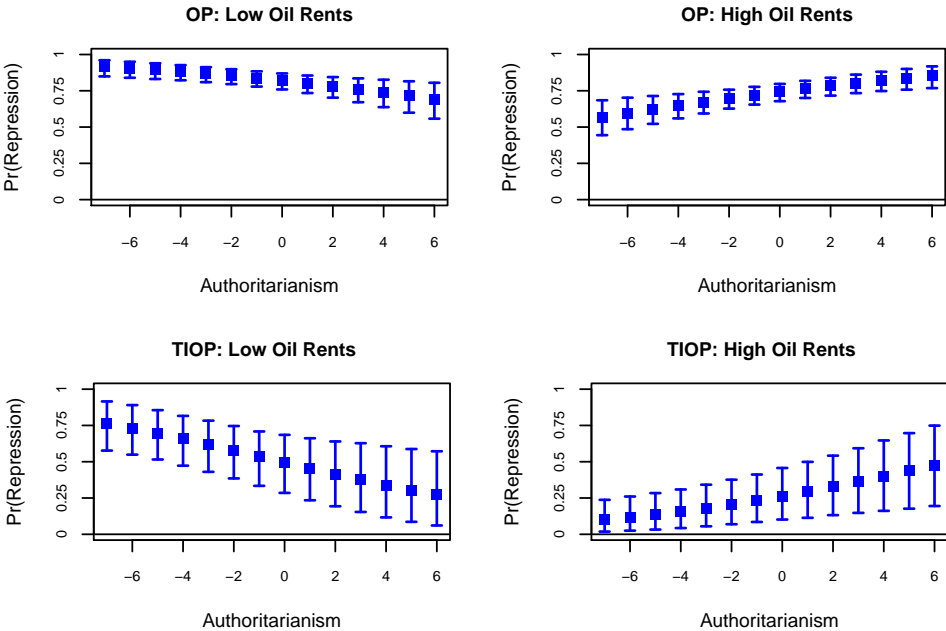 OP: Low Oil Rents
Pr(Repression)
1
0.75
0.5
0.25
0
−6 −4 −2 0 2 4 6
Authoritarianism
OP: High Oil Rents
Pr(Repression)
1
0.75
0.5
0.25
0
−6 −4 −2 0 2 4 6
Authoritarianism
TIOP: Low Oil Rents
Pr(Repression)
1
0.75
0.5
0.25
0
−6 −4 −2 0 2 4 6
Authoritarianism
TIOP: High Oil Rents
Pr(Repression)
1
0.75
0.5
0.25
0
−6 −4 −2 0 2 4 6
Authoritarianism